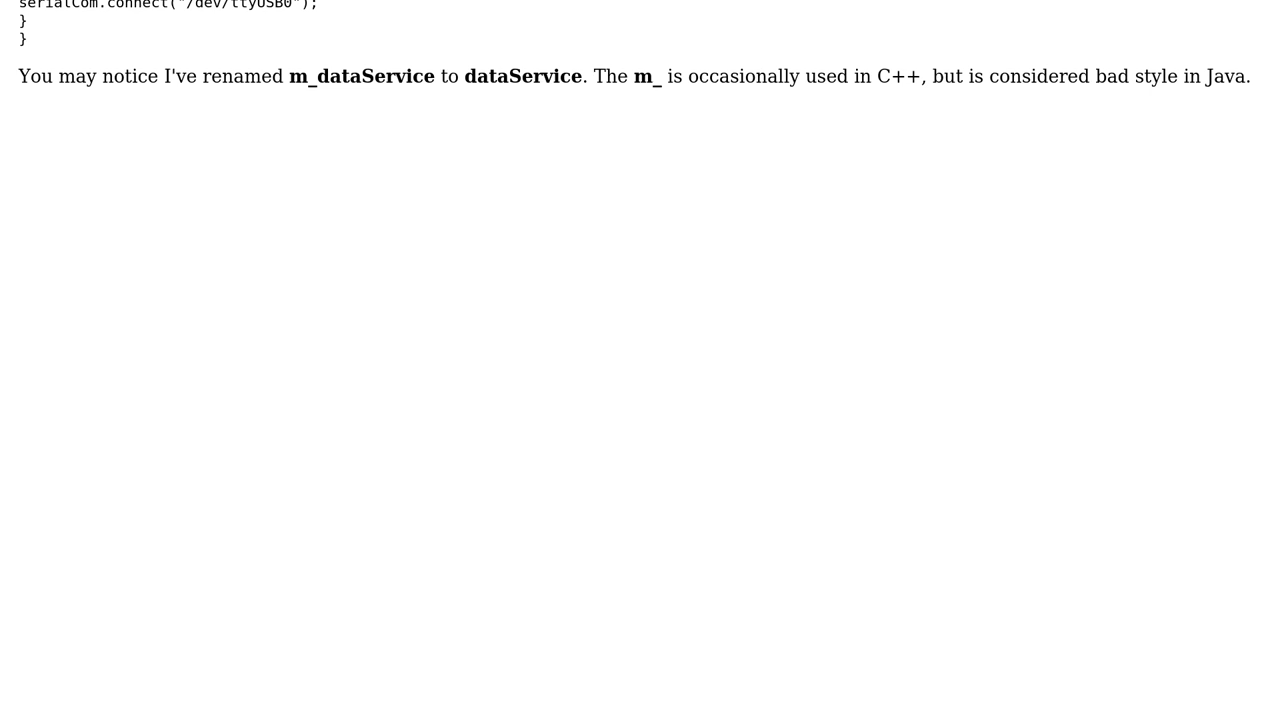 serialCom.connect("/dev/ttyUSB0");
}
}
You may notice I've renamed m_dataService to dataService. The m_ is occasionally used in C++, but is considered bad style in Java.